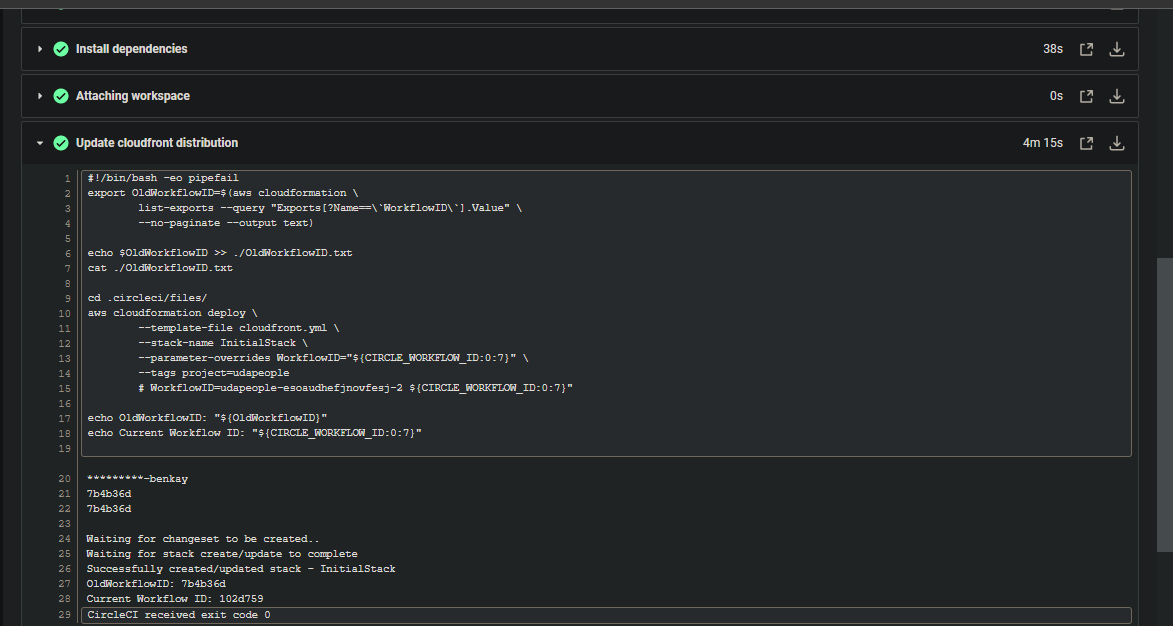 Install dependencies 38s
Attaching workspace 0s
Update cloudfront distribution 4m 15s
1 #!/bin/bash -eo pipefail
2 export OldWorkflowID=$(aws cloudformation \
3 list-exports --query "Exports[?Name==\`WorkflowID\`].Value" \
4 --no-paginate --output text)
5
6 echo $OldWorkflowID >> ./OldWorkflowID.txt
7 cat ./OldWorkflowID.txt
8
9 cd .circleci/files/
10 aws cloudformation deploy \
11 --template-file cloudfront.yml \
12 --stack-name InitialStack \
13 --parameter-overrides WorkflowID="${CIRCLE_WORKFLOW_ID:0:7}" \
14 --tags project=udapeople
15 # WorkflowID=udapeople-esoaudhefjnovfesj-2 ${CIRCLE_WORKFLOW_ID:0:7}"
16
17 echo OldWorkflowID: "${OldWorkflowID}"
18 echo Current Workflow ID: "${CIRCLE_WORKFLOW_ID:0:7}"
19
20 *********-benkay
21 7b4b36d
22 7b4b36d
23
24 Waiting for changeset to be created..
25 Waiting for stack create/update to complete
26 Successfully created/updated stack - InitialStack
27 OldWorkflowID: 7b4b36d
28 Current Workflow ID: 102d759
29 CircleCI received exit code 0